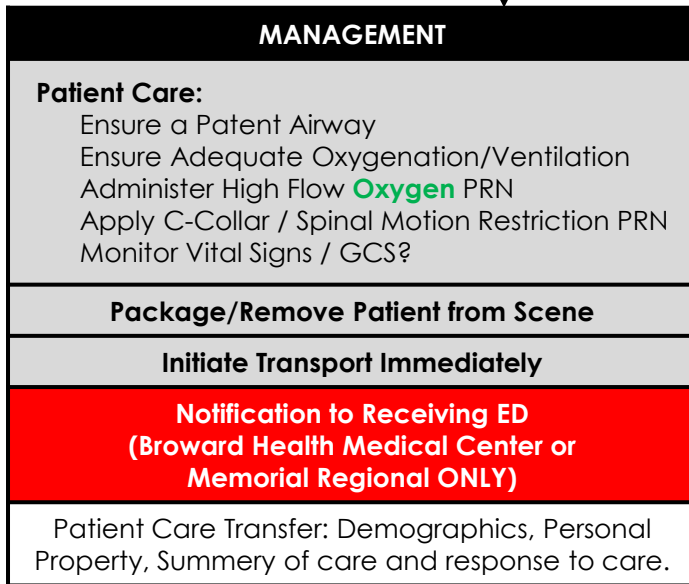 MANAGEMENT
Patient Care:
Ensure a Patent Airway
Ensure Adequate Oxygenation/Ventilation
Administer High Flow Oxygen PRN
Apply C-Collar / Spinal Motion Restriction PRN
Monitor Vital Signs / GCS?
Package/Remove Patient from Scene
Initiate Transport Immediately
Notification to Receiving ED
(Broward Health Medical Center or
Memorial Regional ONLY)
Patient Care Transfer: Demographics, Personal
Property, Summery of care and response to care.